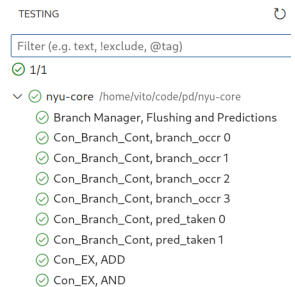 TESTING
Filter (e.g. text, !exclude, @tag)
1/1
nyu-core /home/vito/code/pd/nyu-core
Branch Manager, Flushing and Predictions
Con_Branch_Cont, branch_occr 0
Con_Branch_Cont, branch_occr 1
Con_Branch_Cont, branch_occr 2
Con_Branch_Cont, branch_occr 3
Con_Branch_Cont, pred_taken 0
Con_Branch_Cont, pred_taken 1
Con_EX, ADD
Con_EX, AND